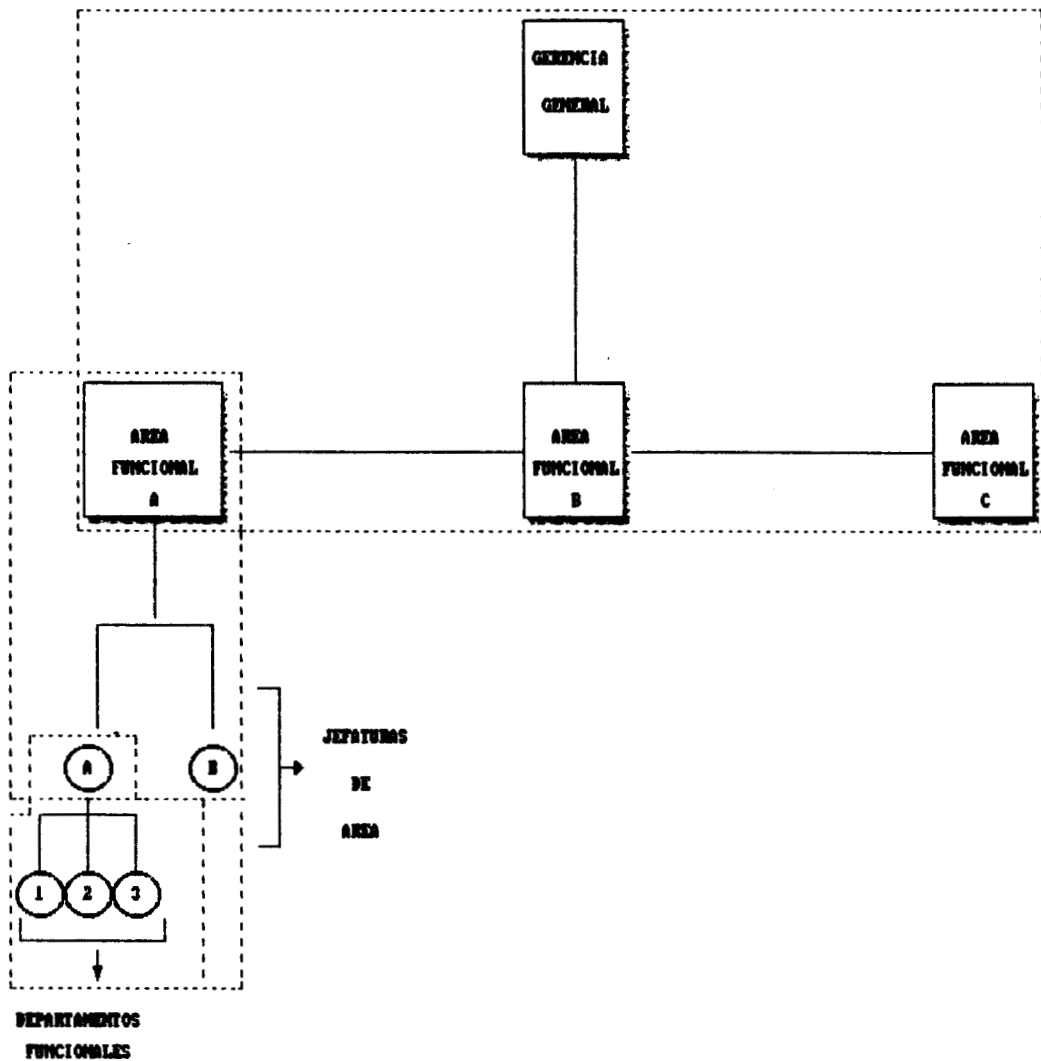 GERENCIA
GENERAL
AREA
FUNCIONAL
A
AREA
FUNCIONAL
B
AREA
FUNCIONAL
C
A
B
JEFATURAS
DE
AREA
1
2
3
DEPARTAMENTOS
FUNCIONALES